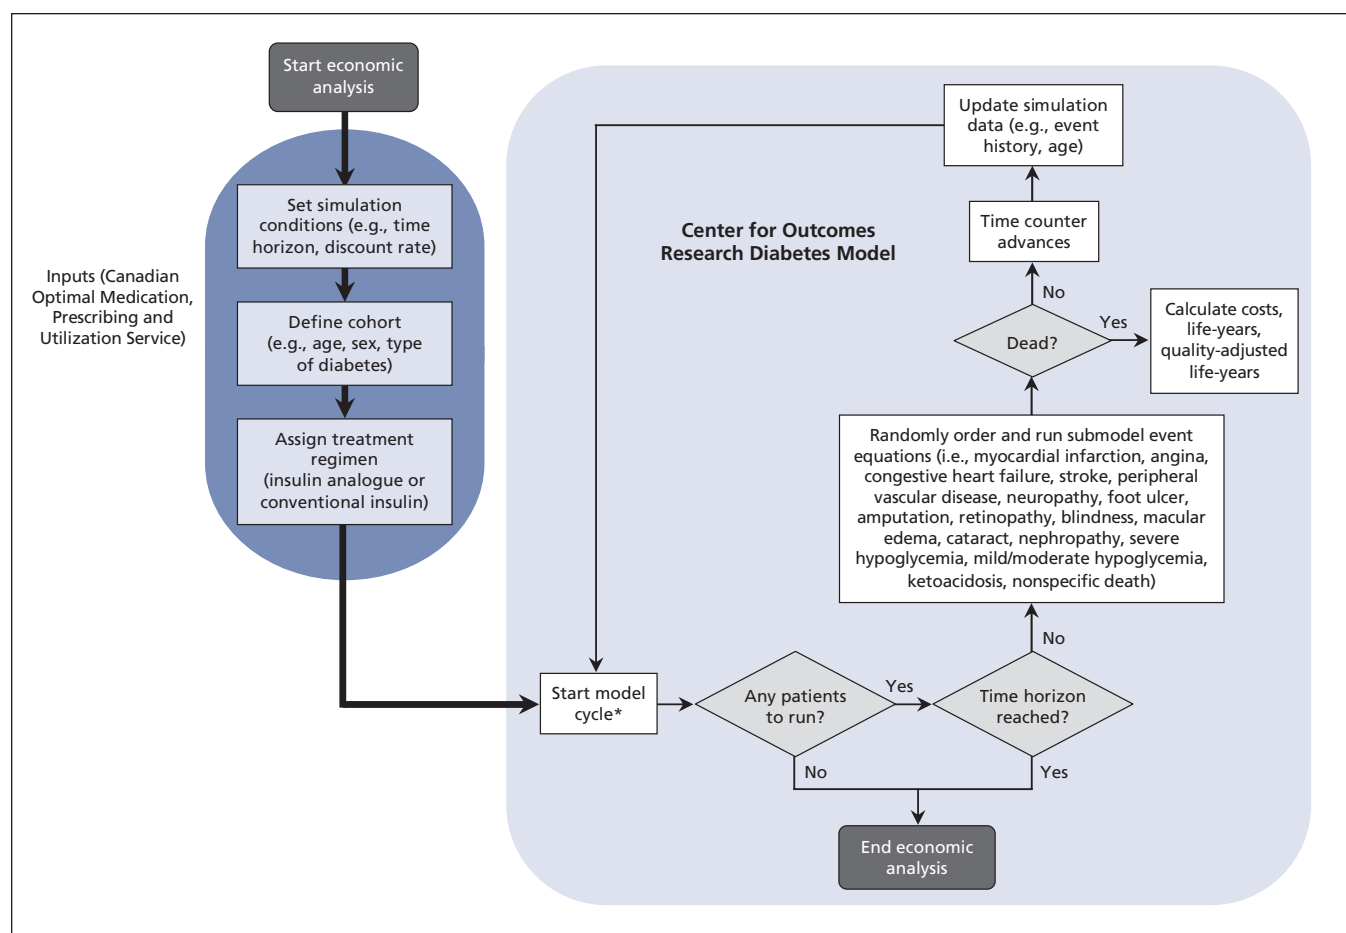 Start economic
analysis
Set simulation
conditions (e.g., time
horizon, discount rate)
Inputs (Canadian
Optimal Medication,
Prescribing and
Utilization Service)
Define cohort
(e.g., age, sex, type
of diabetes)
Assign treatment
regimen
(insulin analogue or
conventional insulin)
Center for Outcomes
Research Diabetes Model
Update simulation
data (e.g., event
history, age)
Time counter
advances
No
Dead?
Yes
Calculate costs,
life-years,
quality-adjusted
life-years
Randomly order and run submodel event
equations (i.e., myocardial infarction, angina,
congestive heart failure, stroke, peripheral
vascular disease, neuropathy, foot ulcer,
amputation, retinopathy, blindness, macular
edema, cataract, nephropathy, severe
hypoglycemia, mild/moderate hypoglycemia,
ketoacidosis, nonspecific death)
No
Start model
cycle*
Any patients
to run?
Yes
Time horizon
reached?
No
Yes
End economic
analysis